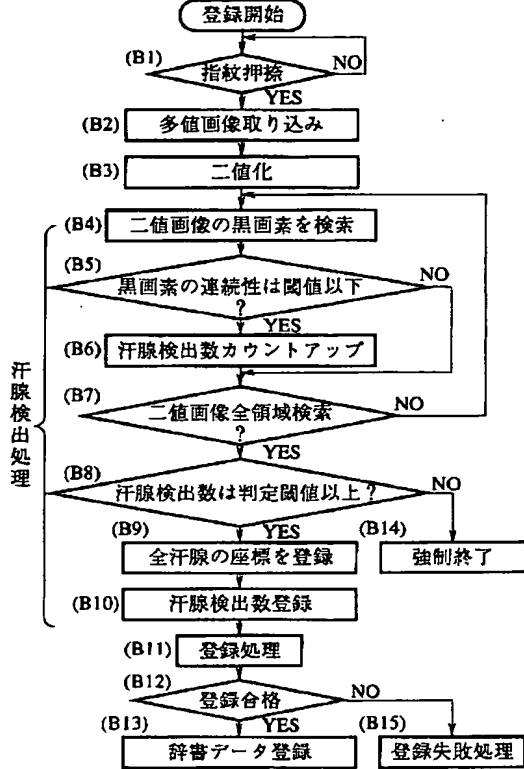 登録開始
(B1)
指紋押捺
NO
YES
(B2)
多値画像取り込み
(B3)
二値化
(B4)
二値画像の黒画素を検索
(B5)
黒画素の連続性は閾値以下
?
NO
YES
(B6)
汗腺検出数カウントアップ
(B7)
二値画像全領域検索
?
NO
YES
汗腺検出処理
(B8)
汗腺検出数は判定閾値以上?
NO
YES
(B9)
全汗腺の座標を登録
(B14)
強制終了
(B10)
汗腺検出数登録
(B11)
登録処理
(B12)
登録合格
NO
YES
(B13)
辞書データ登録
(B15)
登録失敗処理